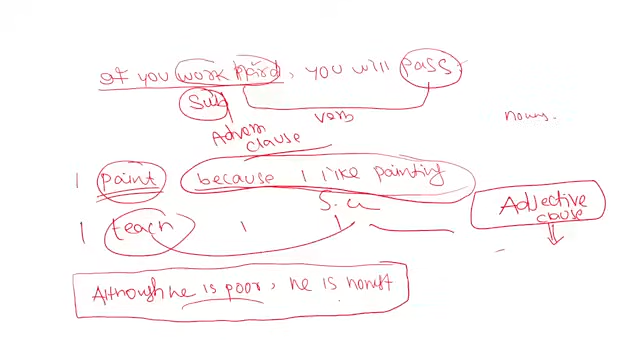 If you work hard, you will pass.
Sub
verb
Adverb clause
nouns.
I paint because I like painting
S. cl
Adjective clause
I teach I
Although he is poor, he is honest